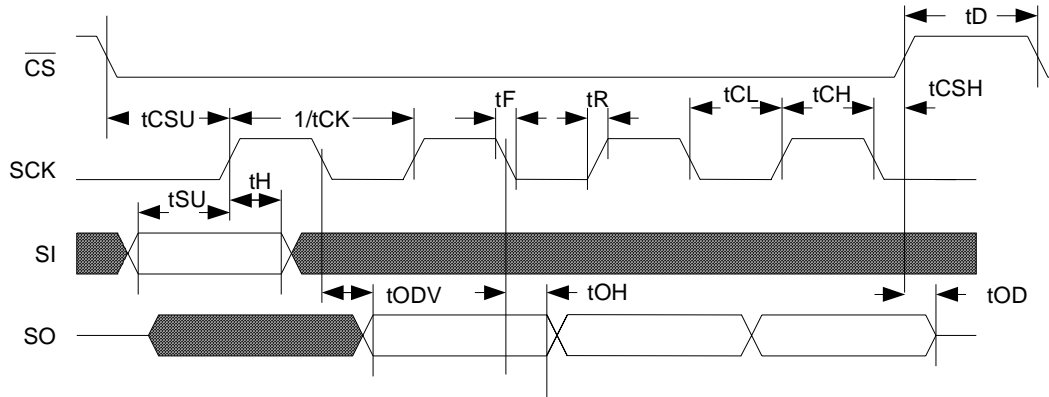 tD
CS
tF
tR
tCL
tCH
tCSH
tCSU
1/tCK
SCK
tSU
tH
SI
tODV
tOH
tOD
SO